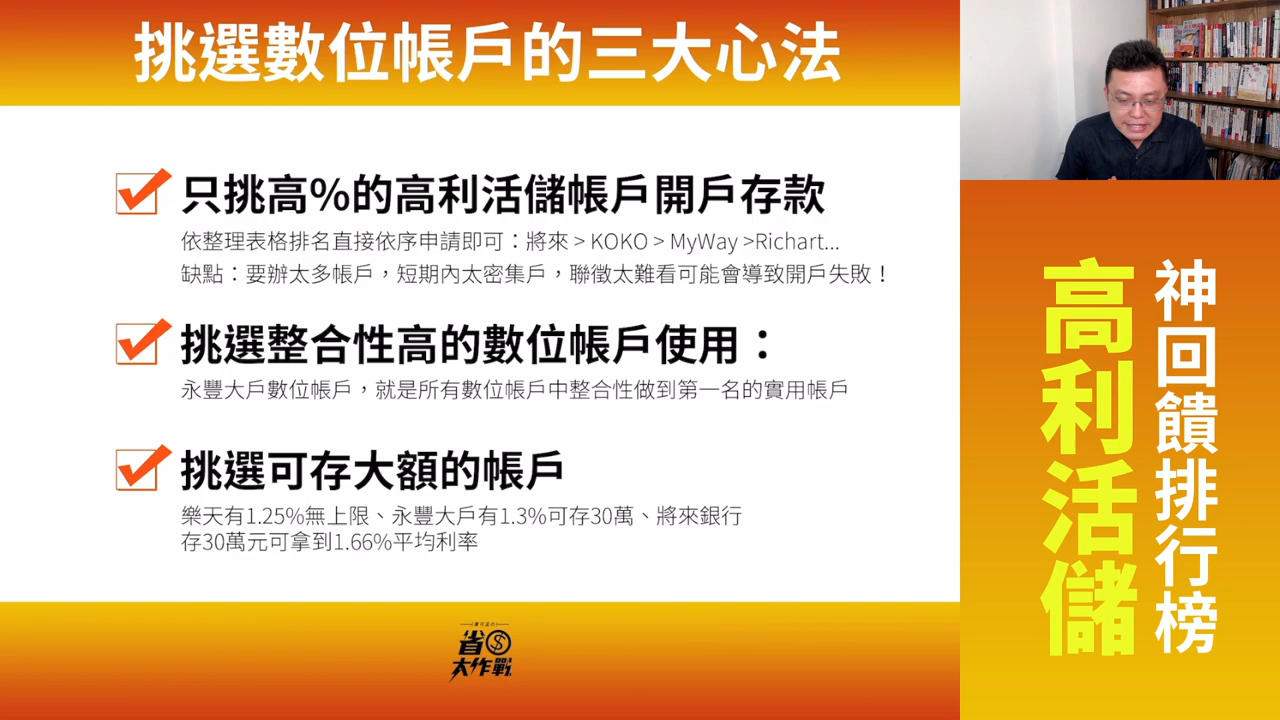 挑選數位帳戶的三大心法
只挑高%的高利活儲帳戶開戶存款
依整理表格排名直接依序申請即可：將來 > KOKO > MyWay >Richart...
缺點：要辦太多帳戶，短期內太密集戶，聯徵太難看可能會導致開戶失敗！
挑選整合性高的數位帳戶使用：
永豐大戶數位帳戶，就是所有數位帳戶中整合性做到第一名的實用帳戶
挑選可存大額的帳戶
樂天有1.25%無上限、永豐大戶有1.3%可存30萬、將來銀行
存30萬元可拿到1.66%平均利率
省
大作戰
神回饋排行榜
高利活儲